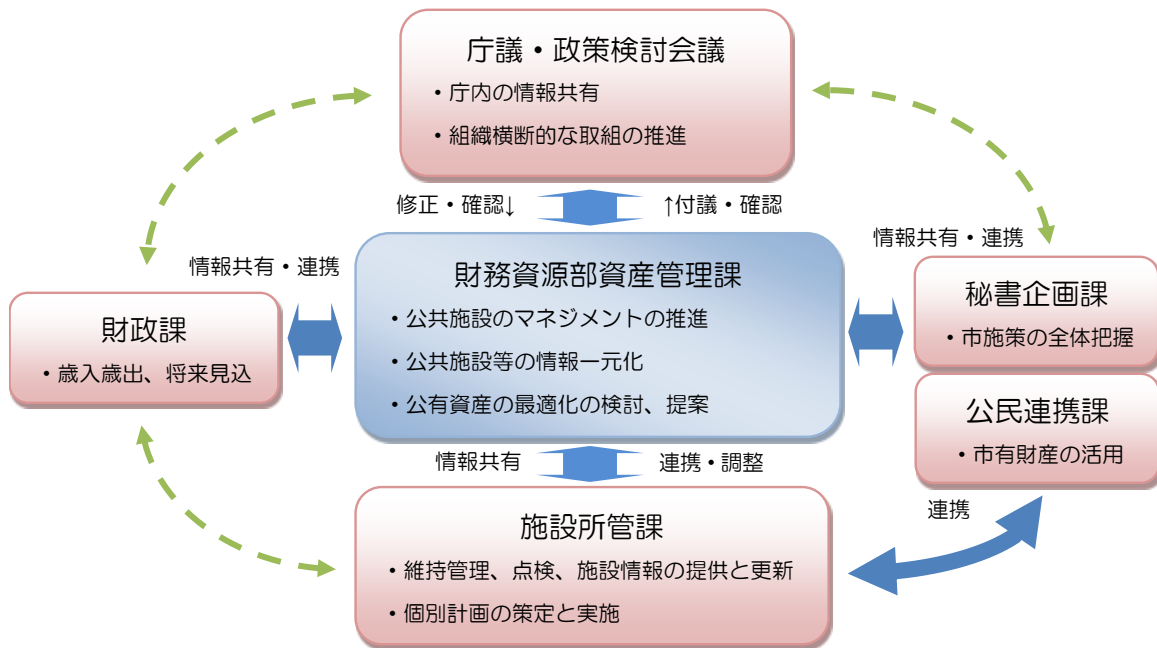 庁議・政策検討会議
・庁内の情報共有
・組織横断的な取組の推進
修正・確認↓
↑付議・確認
情報共有・連携
情報共有・連携
財務資源部資産管理課
・公共施設のマネジメントの推進
・公共施設等の情報一元化
・公有資産の最適化の検討、提案
財政課
・歳入歳出、将来見込
秘書企画課
・市施策の全体把握
公民連携課
・市有財産の活用
情報共有
連携・調整
連携
施設所管課
・維持管理、点検、施設情報の提供と更新
・個別計画の策定と実施